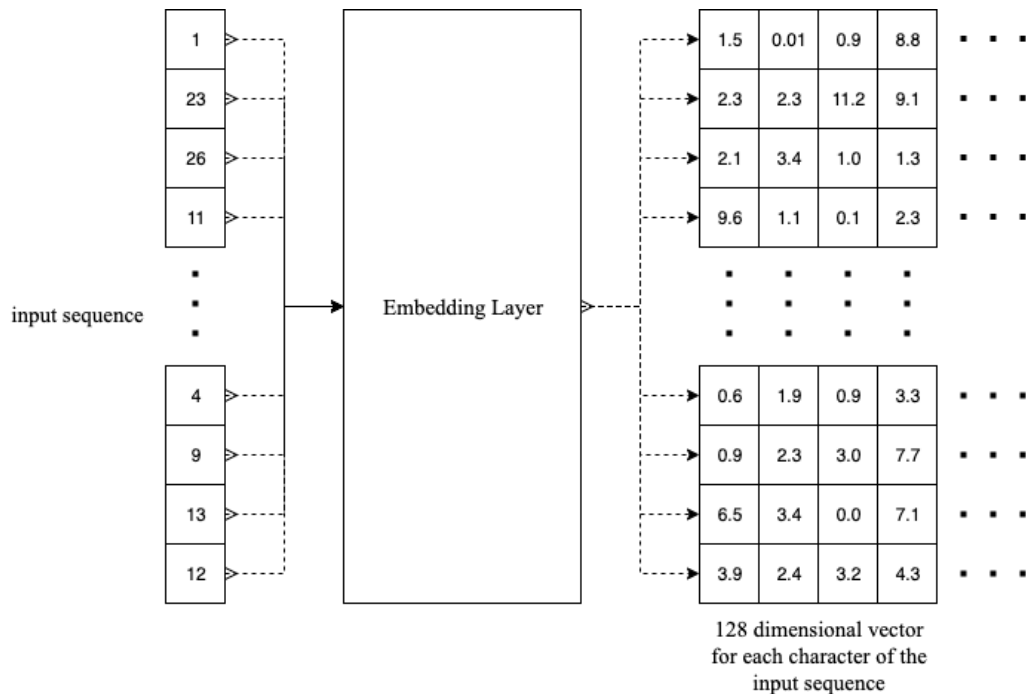 1 1.5 0.01 0.9 8.8
23 2.3 2.3 11.2 9.1
26 2.1 3.4 1.0 1.3
11 9.6 1.1 0.1 2.3
input sequence
Embedding Layer
4 0.6 1.9 0.9 3.3
9 0.9 2.3 3.0 7.7
13 6.5 3.4 0.0 7.1
12 3.9 2.4 3.2 4.3
128 dimensional vector
for each character of the
input sequence